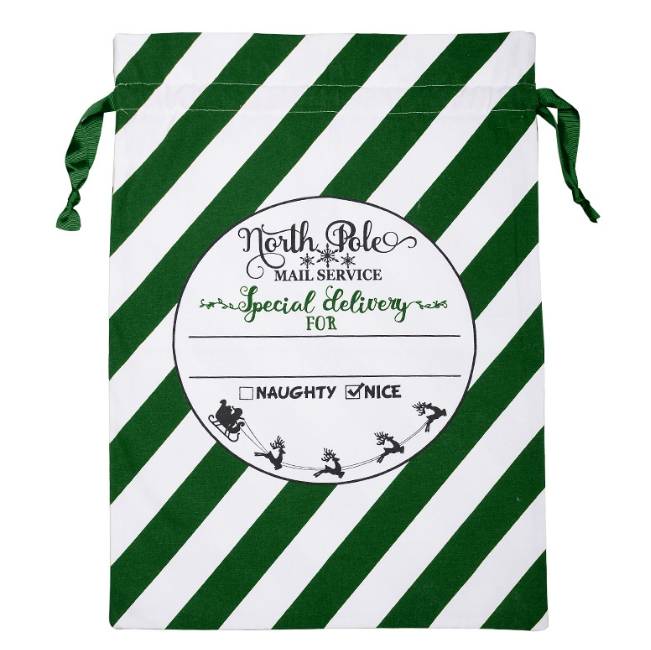 North Pole
MAIL SERVICE
Special delivery
FOR
NAUGHTY NICE